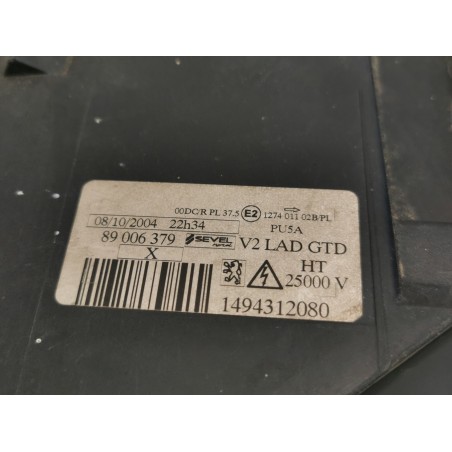 00DC/R PL 37.5 E2 1274 011 02B/PL
08/10/2004 22h34 PU5A
89 006 379 SEVEL V2 LAD GTD
X HT
25000 V
1494312080